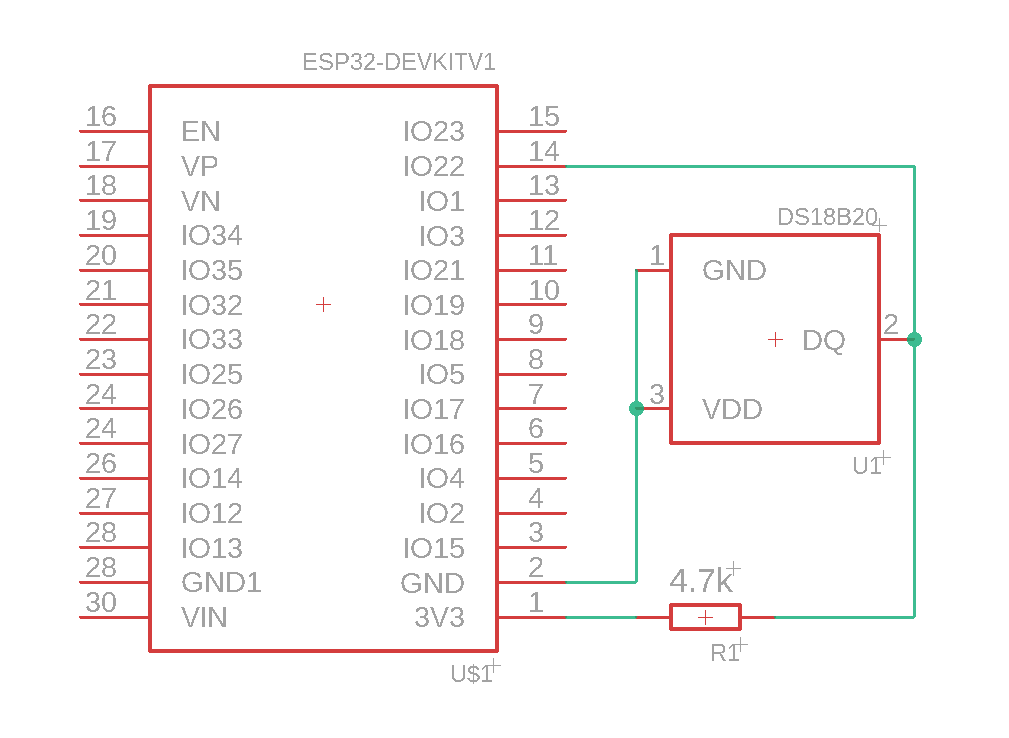 ESP32-DEVKITV1
16 EN IO23 15
17 VP IO22 14
18 VN IO1 13
19 IO34 IO3 12
20 IO35 IO21 11
21 IO32 IO19 10
22 IO33 IO18 9
23 IO25 IO5 8
24 IO26 IO17 7
24 IO27 IO16 6
26 IO14 IO4 5
27 IO12 IO2 4
28 IO13 IO15 3
28 GND1 GND 2
30 VIN 3V3 1
U$1
DS18B20
1 GND
DQ 2
3 VDD
U1
4.7k
R1